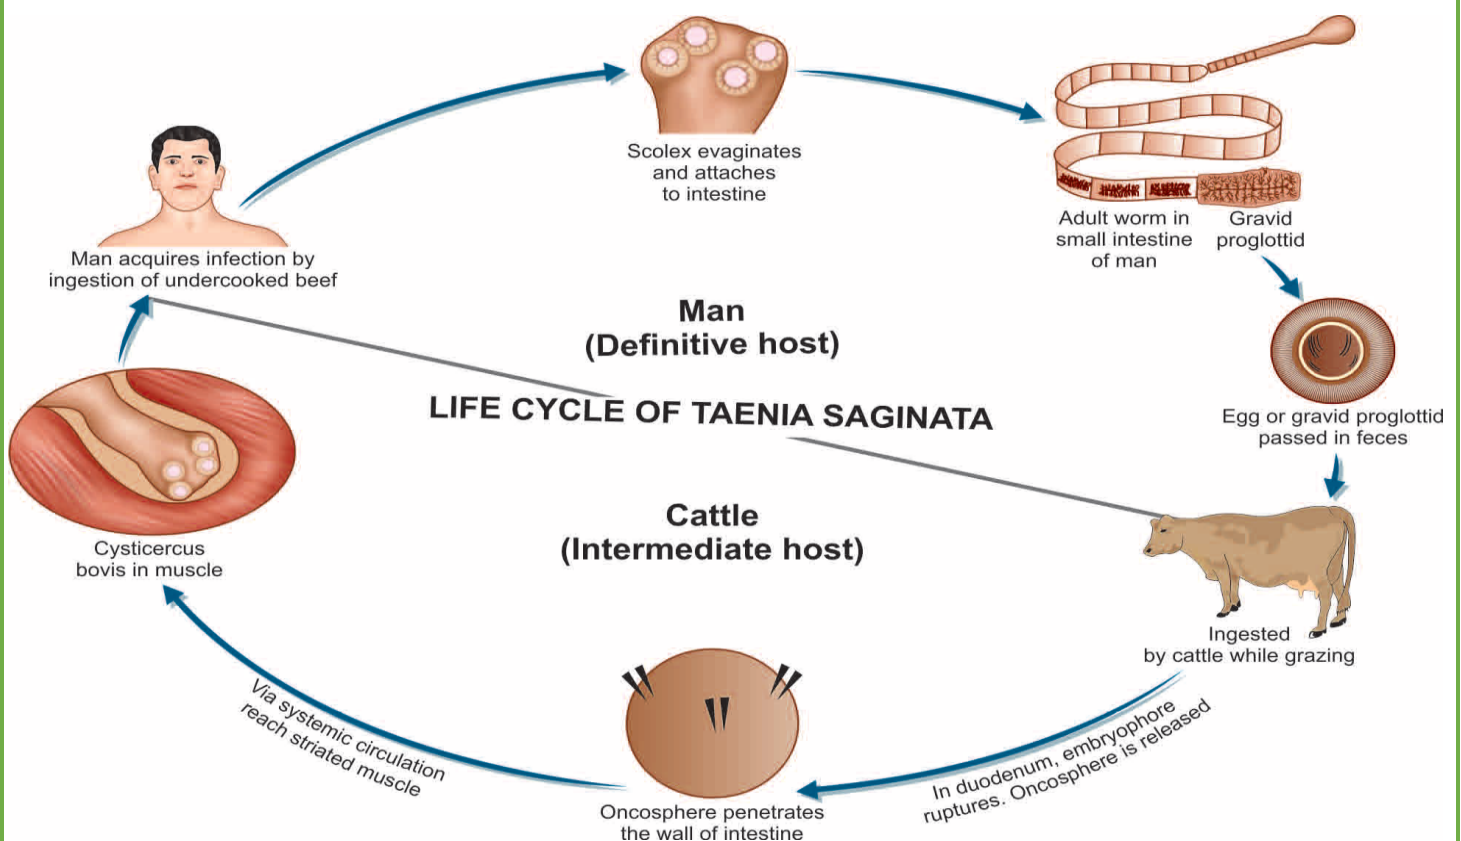 Scolex evaginates
and attaches
to intestine
Adult worm in
small intestine
of man
Gravid
proglottid
Man acquires infection by
ingestion of undercooked beef
Man
(Definitive host)
LIFE CYCLE OF TAENIA SAGINATA
Egg or gravid proglottid
passed in feces
Cattle
(Intermediate host)
Cysticercus
bovis in muscle
Ingested
by cattle while grazing
Via systemic circulation
reach striated muscle
In duodenum, embryophore
ruptures. Oncosphere is released
Oncosphere penetrates
the wall of intestine